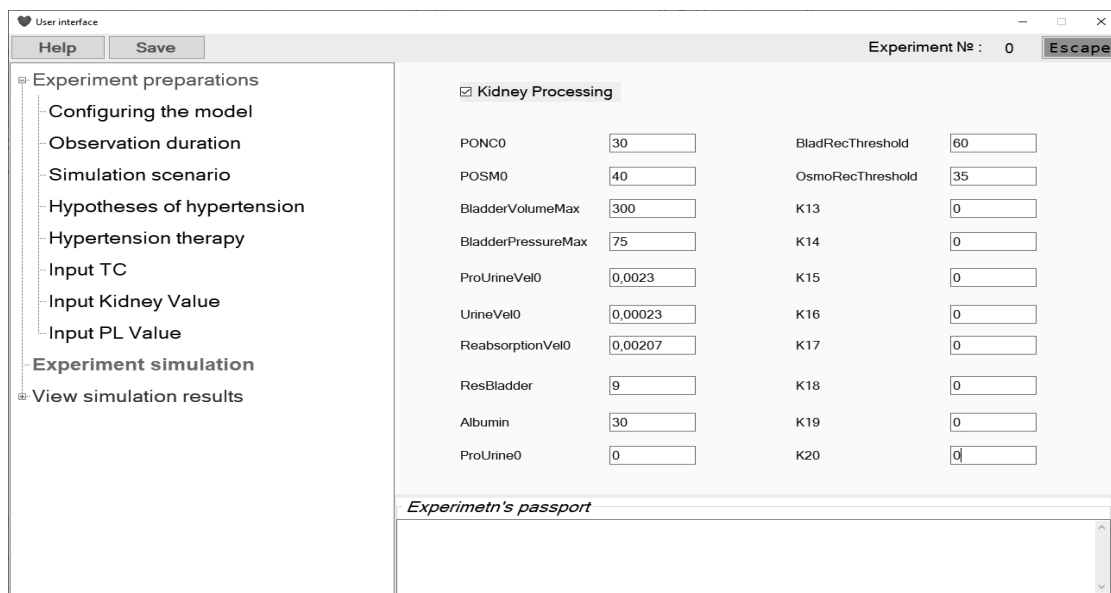 User interface
Help Save Experiment № : 0 Escape
Experiment preparations
Configuring the model
Observation duration
Simulation scenario
Hypotheses of hypertension
Hypertension therapy
Input TC
Input Kidney Value
Input PL Value
Experiment simulation
View simulation results
Kidney Processing
PONC0 30 BladRecThreshold 60
POSM0 40 OsmoRecThreshold 35
BladderVolumeMax 300 K13 0
BladderPressureMax 75 K14 0
ProUrineVel0 0,0023 K15 0
UrineVel0 0,00023 K16 0
ReabsorptionVel0 0,00207 K17 0
ResBladder 9 K18 0
Albumin 30 K19 0
ProUrine0 0 K20 0
Experimetn's passport